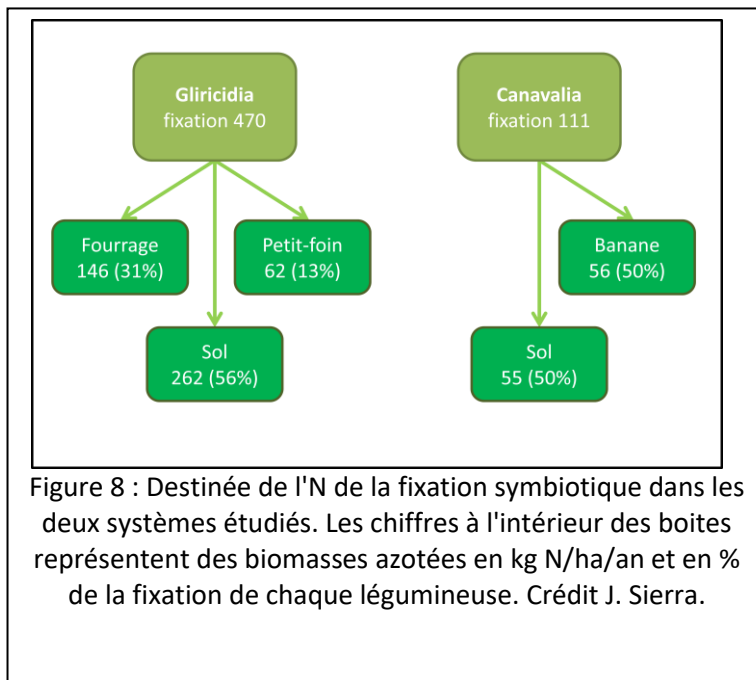 Gliricidia
fixation 470
Canavalia
fixation 111
Fourrage
146 (31%)
Petit-foin
62 (13%)
Banane
56 (50%)
Sol
262 (56%)
Sol
55 (50%)
Figure 8 : Destinée de l'N de la fixation symbiotique dans les
deux systèmes étudiés. Les chiffres à l'intérieur des boites
représentent des biomasses azotées en kg N/ha/an et en %
de la fixation de chaque légumineuse. Crédit J. Sierra.